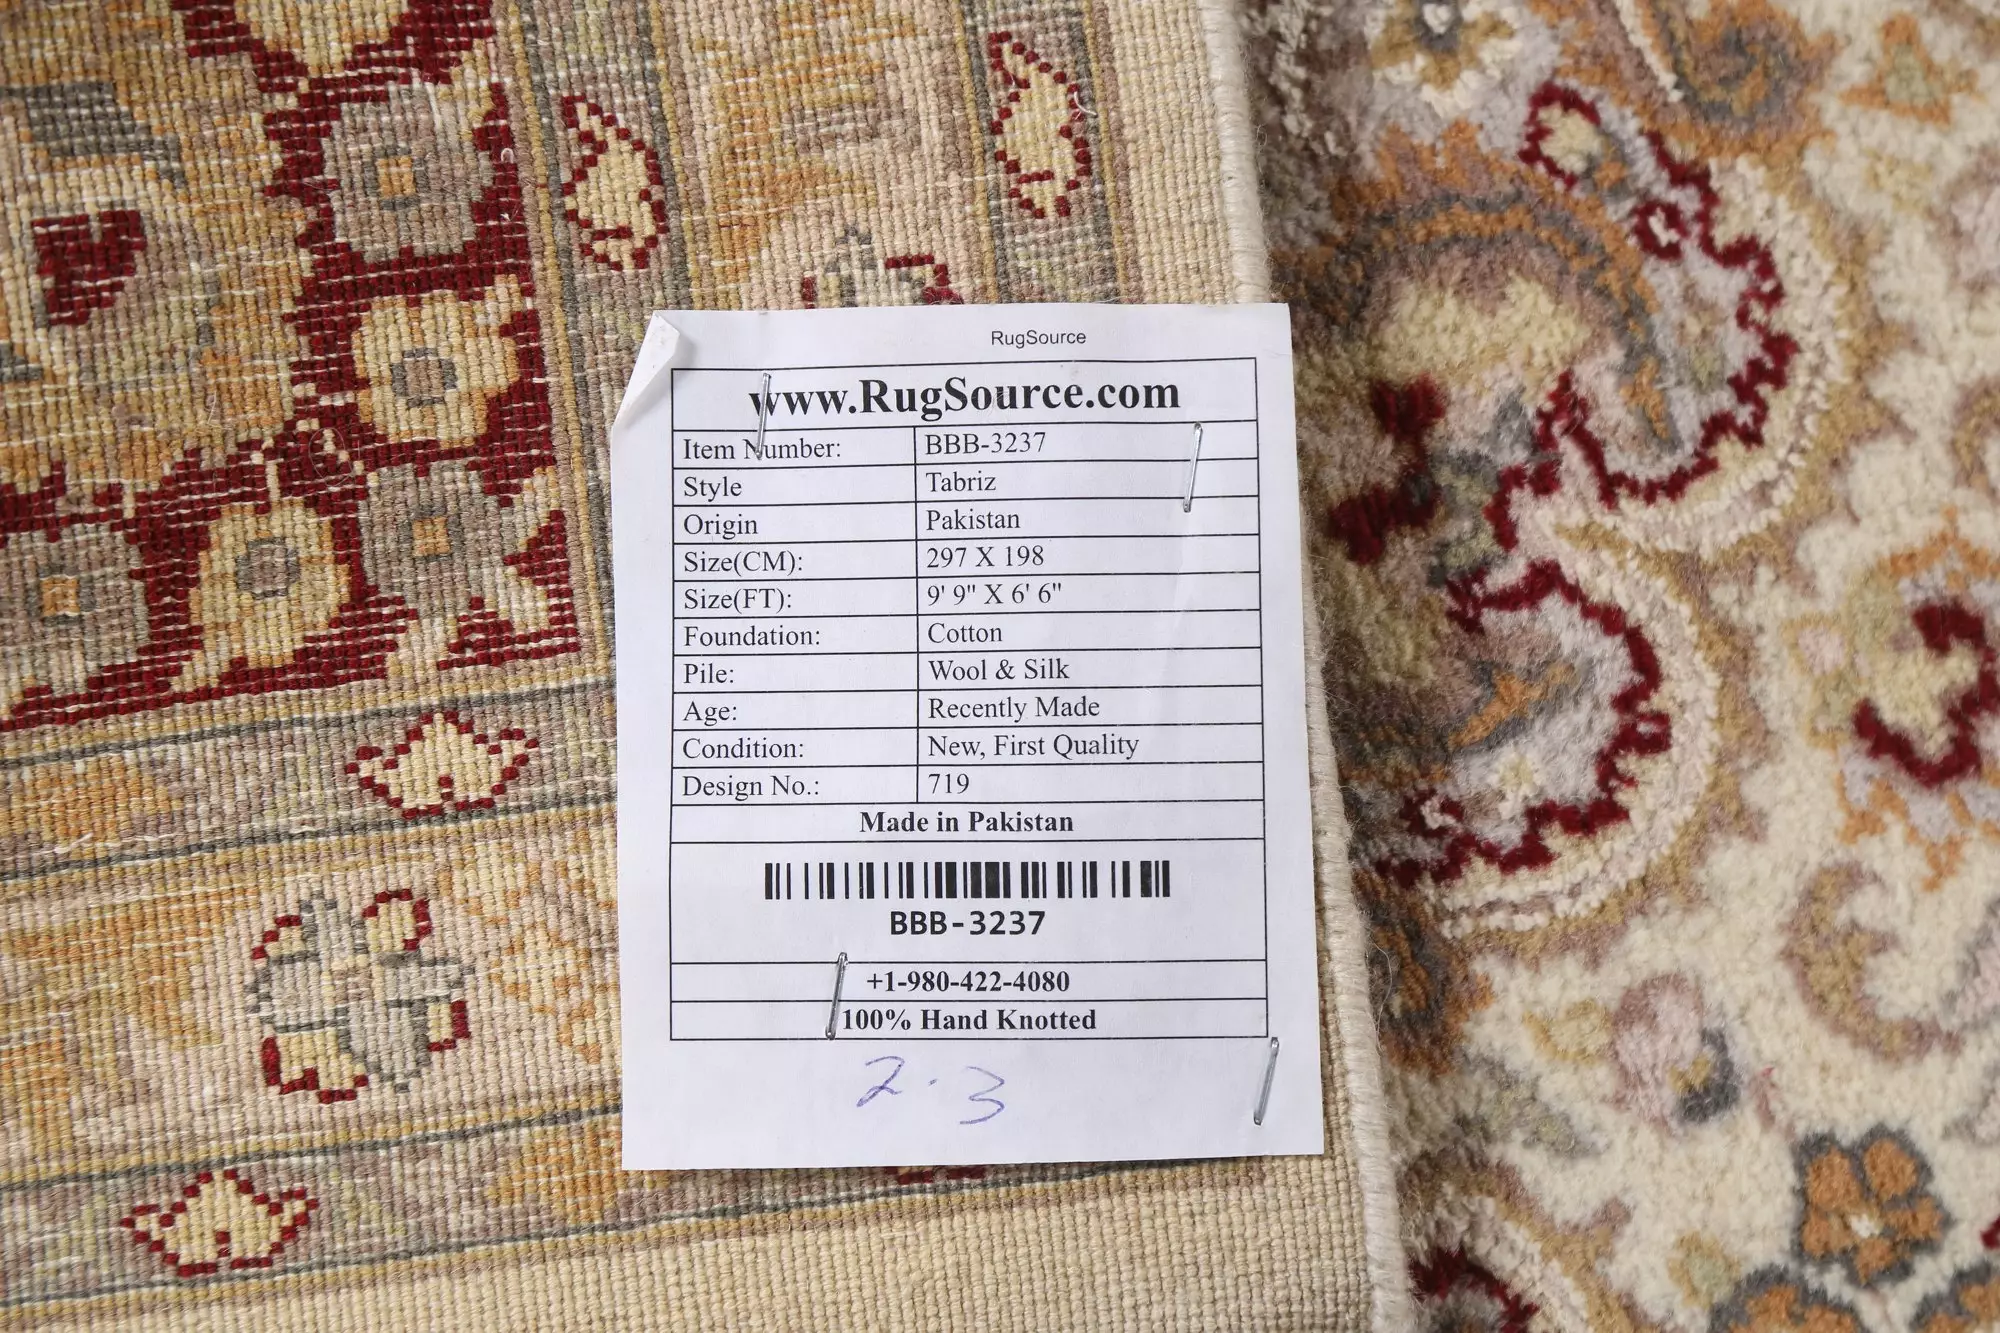 RugSource
www.RugSource.com
Item Number: BBB-3237
Style Tabriz
Origin Pakistan
Size(CM): 297 X 198
Size(FT): 9' 9" X 6' 6"
Foundation: Cotton
Pile: Wool & Silk
Age: Recently Made
Condition: New, First Quality
Design No.: 719
Made in Pakistan
BBB-3237
+1-980-422-4080
100% Hand Knotted
2.3